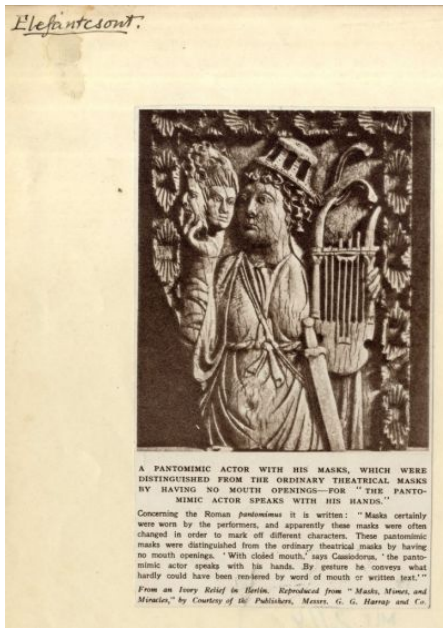 Elefántcsont.
A PANTOMIMIC ACTOR WITH HIS MASKS, WHICH WERE
DISTINGUISHED FROM THE ORDINARY THEATRICAL MASKS
BY HAVING NO MOUTH OPENINGS—FOR "THE PANTO-
MIMIC ACTOR SPEAKS WITH HIS HANDS."
Concerning the Roman pantomimus it is written: "Masks certainly
were worn by the performers, and apparently these masks were often
changed in order to mark off different characters. These pantomimic
masks were distinguished from the ordinary theatrical masks by having
no mouth openings. 'With closed mouth,' says Cassiodorus, 'the panto-
mimic actor speaks with his hands. By gesture he conveys what
hardly could have been rendered by word of mouth or written text.'"
From an Ivory Relief in Berlin. Reproduced from "Masks, Mimes, and
Miracles," by Courtesy of the Publishers, Messrs. G. G. Harrap and Co.